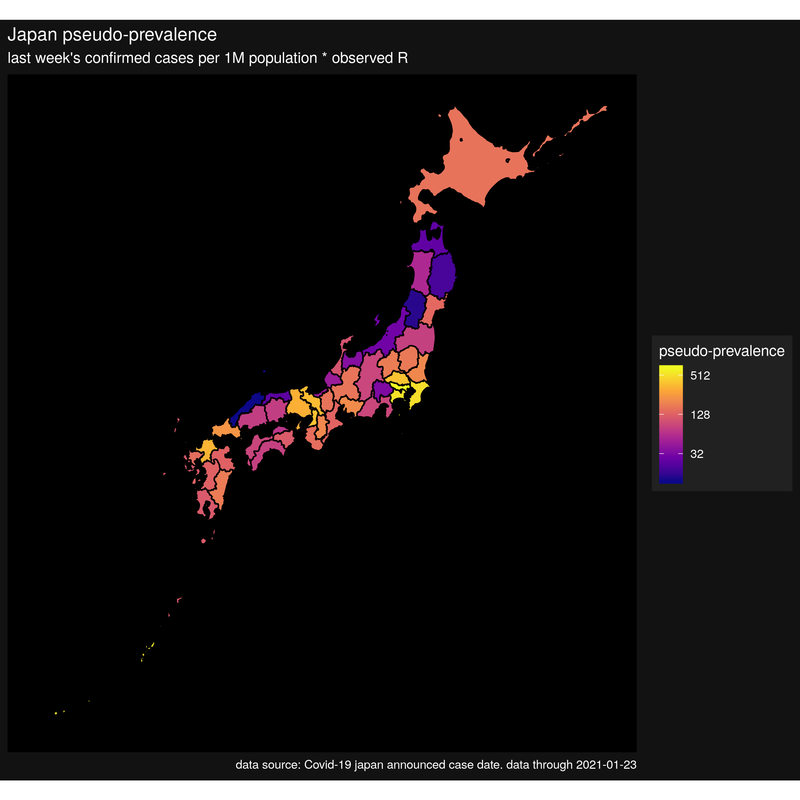 Japan pseudo-prevalence
last week's confirmed cases per 1M population * observed R
pseudo-prevalence
512
128
32
data source: Covid-19 japan announced case date. data through 2021-01-23